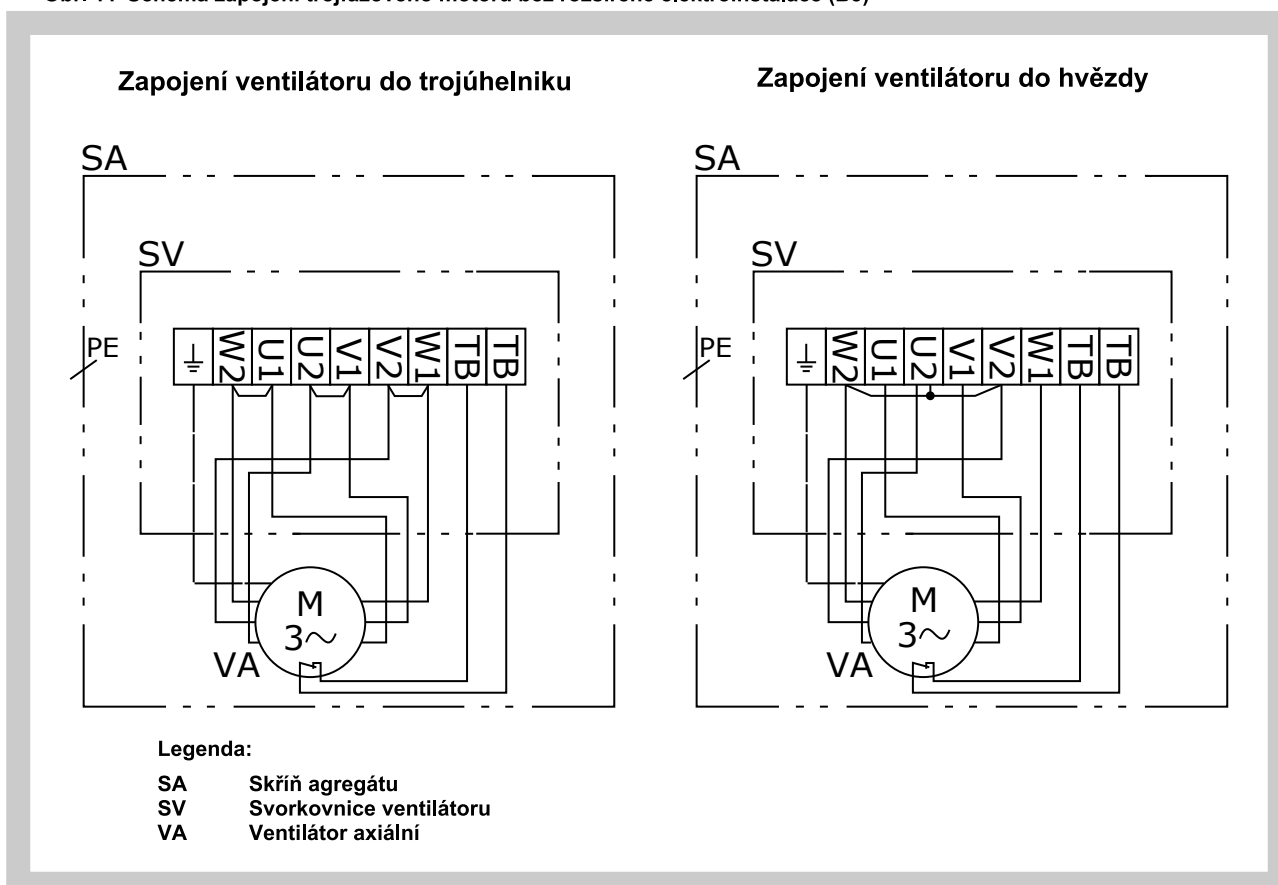 Zapojení ventilátoru do trojúhelniku
Zapojení ventilátoru do hvězdy
SA
SV
PE
W2 U1 U2 V1 V2 W1 TB TB
M
3~
VA
SA
SV
PE
W2 U1 U2 V1 V2 W1 TB TB
M
3~
VA
Legenda:
SA Skříň agregátu
SV Svorkovnice ventilátoru
VA Ventilátor axiální